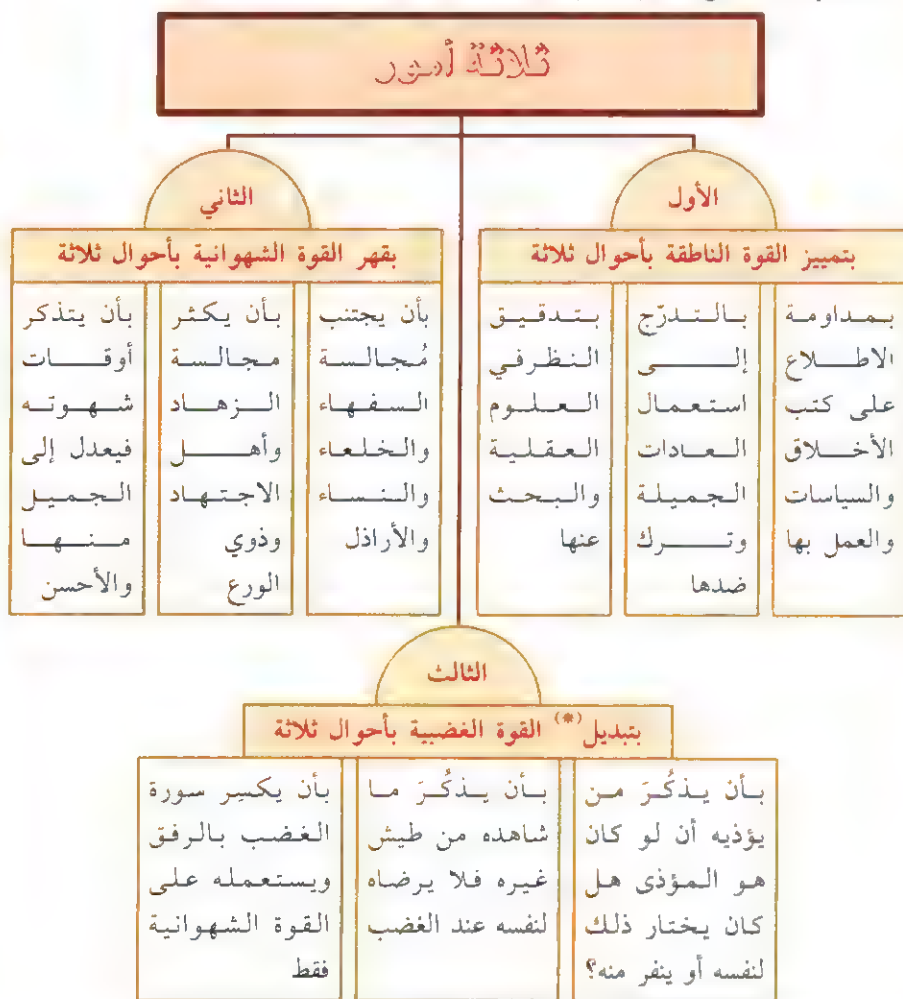 ثلاثة أمور
الأول
بتمييز القوة الناطقة بأحوال ثلاثة
بمداومة
الاطلاع
على كتب
الأخلاق
والسياسات
والعمل بها
بالتدرّج
إلى
استعمال
العادات
الجميلة
وترك
ضدها
بتدقيق
النظر في
العلوم
العقلية
والبحث
عنها
الثاني
بقهر القوة الشهوانية بأحوال ثلاثة
بأن يجتنب
مُجالسة
السفهاء
والخلعاء
والنساء
والأراذل
بأن يكثر
مجالسة
الزهاد
وأهل
الاجتهاد
وذوي
الورع
بأن يتذكر
أوقات
شهوته
فيعدل إلى
الجميل
منها
والأحسن
الثالث
بتبديل(*) القوة الغضبية بأحوال ثلاثة
بأن يذكُرَ من
يؤذيه أن لو كان
هو المؤذى هل
كان يختار ذلك
لنفسه أو ينفر منه؟
بأن يذكُرَ ما
شاهده من طيش
غيره فلا يرضاه
لنفسه عند الغضب
بأن يكسِر سورة
الغضب بالرفق
ويستعمله على
القوة الشهوانية
فقط